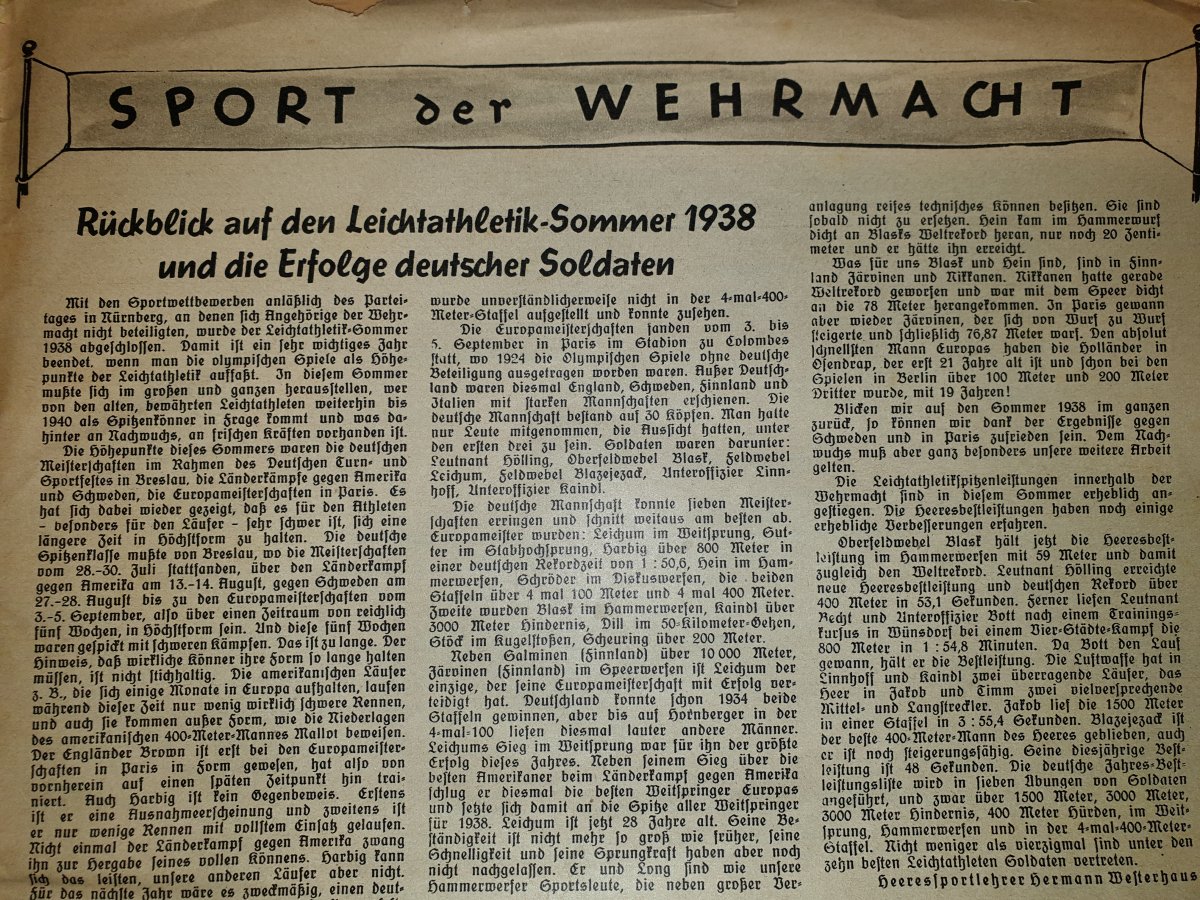 SPORT der WEHRMACHT
Rückblick auf den Leichtathletik-Sommer 1938
und die Erfolge deutscher Soldaten
Mit den Sportwettbewerben anläßlich des Partei-
tages in Nürnberg, an denen sich Angehörige der Wehr-
macht nicht beteiligten, wurde der Leichtathletik-Sommer
1938 abgeschlossen. Damit ist ein sehr wichtiges Jahr
beendet, wenn man die olympischen Spiele als Höhe-
punkte der Leichtathletik auffaßt. In diesem Sommer
mußte sich im großen und ganzen herausstellen, wer
von den alten, bewährten Leichtathleten weiterhin bis
1940 als Spitzenkönner in Frage kommt und was da-
hinter an Nachwuchs, an frischen Kräften vorhanden ist.
Die Höhepunkte dieses Sommers waren die deutschen
Meisterschaften im Rahmen des Deutschen Turn- und
Sportfestes in Breslau, die Länderkämpfe gegen Amerika
und Schweden, die Europameisterschaften in Paris. Es
hat sich dabei wieder gezeigt, daß es für den Athleten
– besonders für den Läufer – sehr schwer ist, sich eine
längere Zeit in Höchstform zu halten. Die deutsche
Spitzenklasse mußte von Breslau, wo die Meisterschaften
vom 28.-30. Juli stattfanden, über den Länderkampf
gegen Amerika am 13.-14. August, gegen Schweden am
27.-28. August bis zu den Europameisterschaften vom
3.-5. September, also über einen Zeitraum von reichlich
fünf Wochen, in Höchstform sein. Und diese fünf Wochen
waren gespickt mit schweren Kämpfen. Das ist zu lange. Der
Hinweis, daß wirkliche Könner ihre Form so lange halten
müssen, ist nicht stichhaltig. Die amerikanischen Läufer
z. B., die sich einige Monate in Europa aufhalten, laufen
während dieser Zeit nur wenig wirklich schwere Rennen,
und auch sie kommen außer Form, wie die Niederlagen
des amerikanischen 400-Meter-Mannes Mallot beweisen.
Der Engländer Brown ist erst bei den Europameister-
schaften in Paris in Form gewesen, hat also von
vornherein auf einen späten Zeitpunkt hin trai-
niert. Auch Harbig ist kein Gegenbeweis. Erstens
ist er eine Ausnahmeerscheinung und zweitens ist
er nur wenige Rennen mit vollstem Einsatz gelaufen.
Nicht einmal der Länderkampf gegen Amerika zwang
ihn zur Hergabe seines vollen Könnens. Harbig kann
sich das leisten, unsere anderen Läufer aber nicht.
Für das nächste Jahr wäre es zweckmäßig, einen deut-
wurde unverständlicherweise nicht in der 4-mal-400-
Meter-Staffel aufgestellt und konnte zusehen.
Die Europameisterschaften fanden vom 3. bis
5. September in Paris im Stadion zu Colombes
statt, wo 1924 die Olympischen Spiele ohne deutsche
Beteiligung ausgetragen worden waren. Außer Deutsch-
land waren diesmal England, Schweden, Finnland und
Italien mit starken Mannschaften erschienen. Die
deutsche Mannschaft bestand auf 30 Köpfen. Man hatte
nur Leute mitgenommen, die Aussicht hatten, unter
den ersten drei zu sein. Soldaten waren darunter:
Leutnant Hölling, Oberfeldwebel Blask, Feldwebel
Leichum, Feldwebel Blazejezack, Unteroffizier Linn-
hoff, Unteroffizier Kaindl.
Die deutsche Mannschaft konnte sieben Meister-
schaften erringen und schnitt weitaus am besten ab.
Europameister wurden: Leichum im Weitsprung, Sut-
ter im Stabhochsprung, Harbig über 800 Meter in
einer deutschen Rekordzeit von 1 : 50,6, Hein im Ham-
merwerfen, Schröder im Diskuswerfen, die beiden
Staffeln über 4 mal 100 Meter und 4 mal 400 Meter.
Zweite wurden Blask im Hammerwerfen, Kaindl über
3000 Meter Hindernis, Dill im 50-Kilometer-Gehen,
Stöck im Kugelstoßen, Scheuring über 200 Meter.
Neben Salminen (Finnland) über 10 000 Meter,
Järvinen (Finnland) im Speerwerfen ist Leichum der
einzige, der seine Europameisterschaft mit Erfolg ver-
teidigt hat. Deutschland konnte schon 1934 beide
Staffeln gewinnen, aber bis auf Hornberger in der
4-mal-100 liefen diesmal lauter andere Männer.
Leichums Sieg im Weitsprung war für ihn der größte
Erfolg dieses Jahres. Neben seinem Sieg über die
besten Amerikaner beim Länderkampf gegen Amerika
schlug er diesmal die besten Weitspringer Europas
und setzte sich damit an die Spitze aller Weitspringer
für 1938. Leichum ist jetzt 28 Jahre alt. Seine Be-
ständigkeit ist nicht mehr so groß wie früher, seine
Schnelligkeit und seine Sprungkraft haben aber noch
nicht nachgelassen. Er und Long sind wie unsere
Hammerwerfer Sportsleute, die neben großer Ver-
anlagung reifes technisches Können besitzen. Sie sind
sobald nicht zu ersetzen. Hein kam im Hammerwurf
dicht an Blasks Weltrekord heran, nur noch 20 Zenti-
meter und er hätte ihn erreicht.
Was für uns Blask und Hein sind, sind in Finn-
land Järvinen und Nikkanen. Nikkanen hatte gerade
Weltrekord geworfen und war mit dem Speer dicht
an die 78 Meter herangekommen. In Paris gewann
aber wieder Järvinen, der sich von Wurf zu Wurf
steigerte und schließlich 76,87 Meter warf. Den absolut
schnellsten Mann Europas haben die Holländer in
Osendrap, der erst 21 Jahre alt ist und schon bei den
Spielen in Berlin über 100 Meter und 200 Meter
Dritter wurde, mit 19 Jahren!
Blicken wir auf den Sommer 1938 im ganzen
zurück, so können wir dank der Ergebnisse gegen
Schweden und in Paris zufrieden sein. Dem Nach-
wuchs muß aber ganz besonders unsere weitere Arbeit
gelten.
Die Leichtathletikspitzenleistungen innerhalb der
Wehrmacht sind in diesem Sommer erheblich an-
gestiegen. Die Heeresbestleistungen haben noch einige
erhebliche Verbesserungen erfahren.
Oberfeldwebel Blask hält jetzt die Heeresbest-
leistung im Hammerwerfen mit 59 Meter und damit
zugleich den Weltrekord. Leutnant Hölling erreichte
neue Heeresbestleistung und deutschen Rekord über
400 Meter in 53,1 Sekunden. Ferner liefen Leutnant
Becht und Unteroffizier Bott nach einem Trainings-
kursus in Wünsdorf bei einem Vier-Städte-Kampf die
800 Meter in 1 : 54,8 Minuten. Da Bott den Lauf
gewann, hält er die Bestleistung. Die Luftwaffe hat in
Linnhoff und Kaindl zwei überragende Läufer, das
Heer in Jakob und Timm zwei vielversprechende
Mittel- und Langstreckler. Jakob lief die 1500 Meter
in einer Staffel in 3 : 55,4 Sekunden. Blazejezack ist
der beste 400-Meter-Mann des Heeres geblieben, auch
er ist noch steigerungsfähig. Seine diesjährige Best-
leistung ist 48 Sekunden. Die deutsche Jahres-Best-
leistungsliste wird in sieben Übungen von Soldaten
angeführt, und zwar über 1500 Meter, 3000 Meter,
3000 Meter Hindernis, 400 Meter Hürden, im Weit-
sprung, Hammerwerfen und in der 4-mal-400-Meter-
Staffel. Nicht weniger als vierzigmal sind unter den
zehn besten Leichtathleten Soldaten vertreten.
Heeressportlehrer Hermann Westerhaus